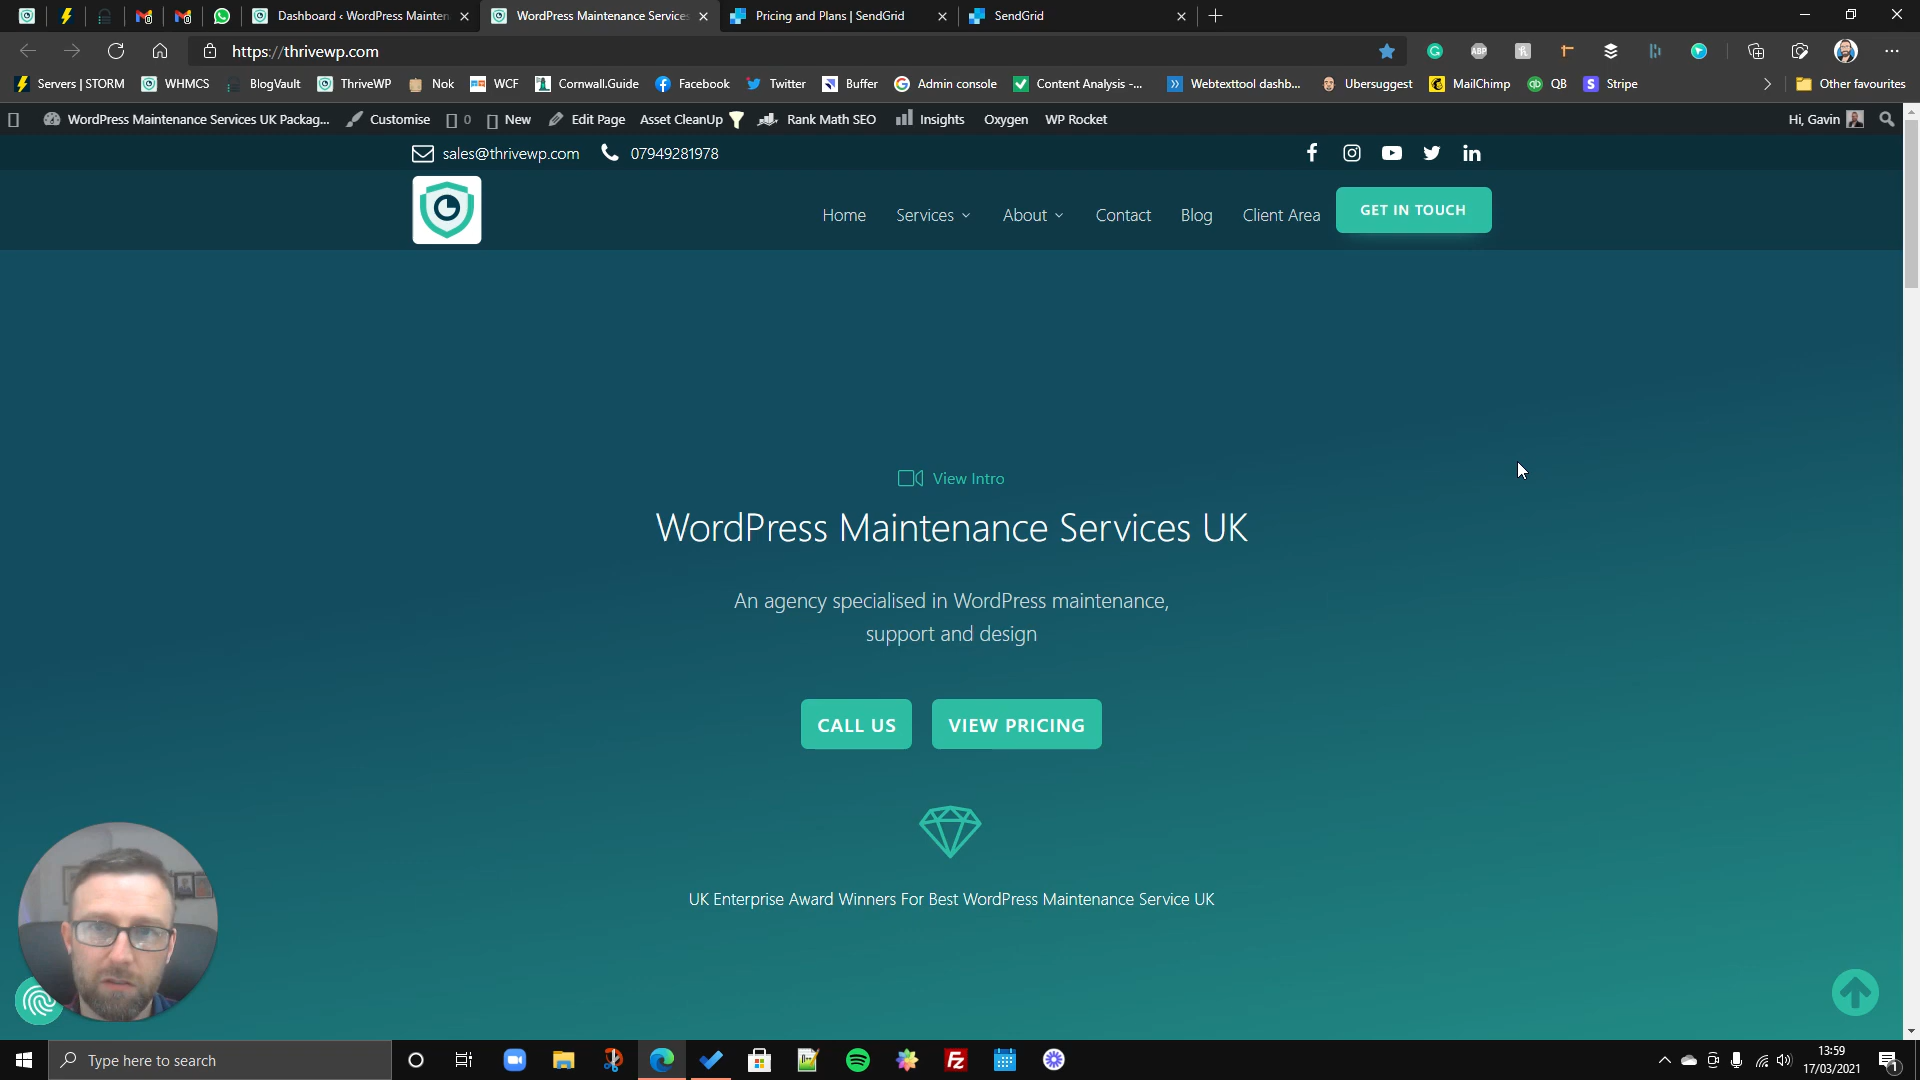 Dashboard ‹ WordPress Mainten
WordPress Maintenance Services
Pricing and Plans | SendGrid
SendGrid
https://thrivewp.com
ABP
Servers | STORM
WHMCS
BlogVault
ThriveWP
Nok
WCF
Cornwall.Guide
Facebook
Twitter
Buffer
Admin console
Content Analysis -...
Webtexttool dashb...
Ubersuggest
MailChimp
QB
Stripe
Other favourites
WordPress Maintenance Services UK Packag...
Customise
0
New
Edit Page
Asset CleanUp
Rank Math SEO
Insights
Oxygen
WP Rocket
Hi, Gavin
sales@thrivewp.com
07949281978
Home
Services
About
Contact
Blog
Client Area
GET IN TOUCH
View Intro
WordPress Maintenance Services UK
An agency specialised in WordPress maintenance,
support and design
CALL US
VIEW PRICING
UK Enterprise Award Winners For Best WordPress Maintenance Service UK
Type here to search
13:59
17/03/2021
1